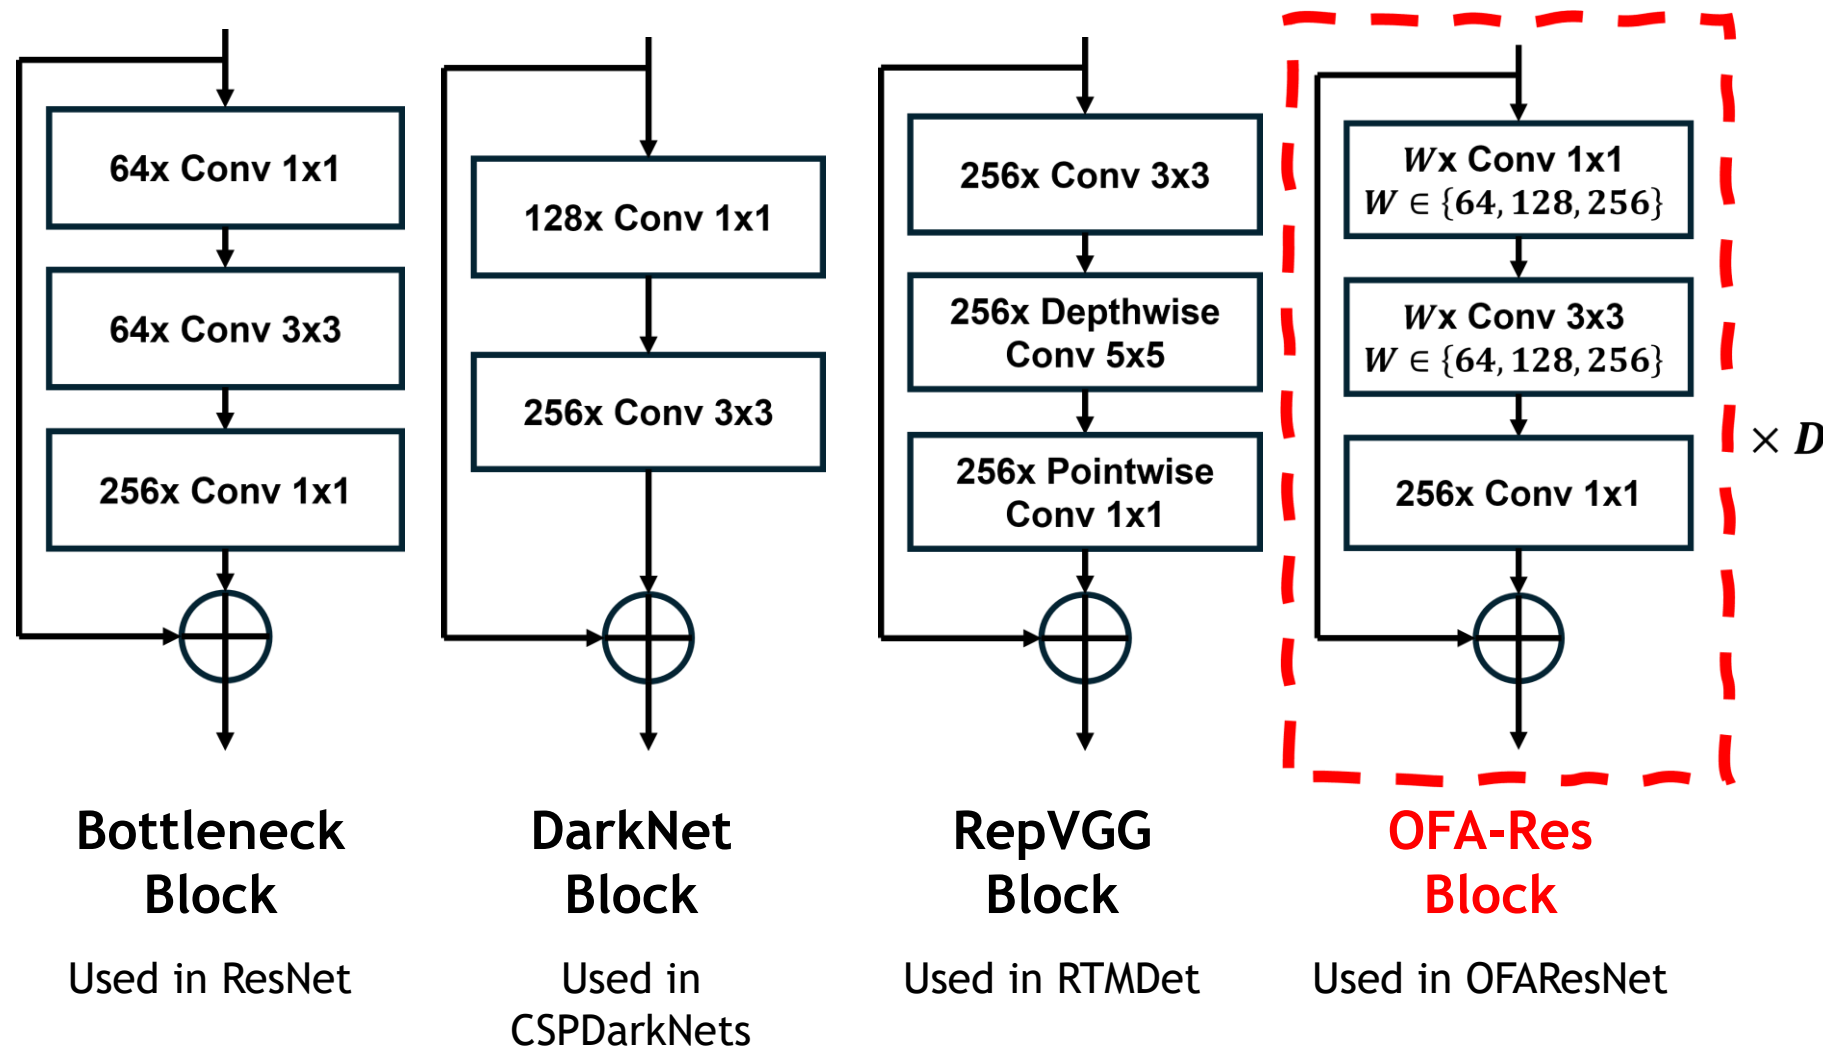 64x Conv 1x1
64x Conv 3x3
256x Conv 1x1
Bottleneck
Block
Used in ResNet
128x Conv 1x1
256x Conv 3x3
DarkNet
Block
Used in
CSPDarkNets
256x Conv 3x3
256x Depthwise
Conv 5x5
256x Pointwise
Conv 1x1
RepVGG
Block
Used in RTMDet
Wx Conv 1x1
W ∈ {64, 128, 256}
Wx Conv 3x3
W ∈ {64, 128, 256}
256x Conv 1x1
× D
OFA-Res
Block
Used in OFAResNet